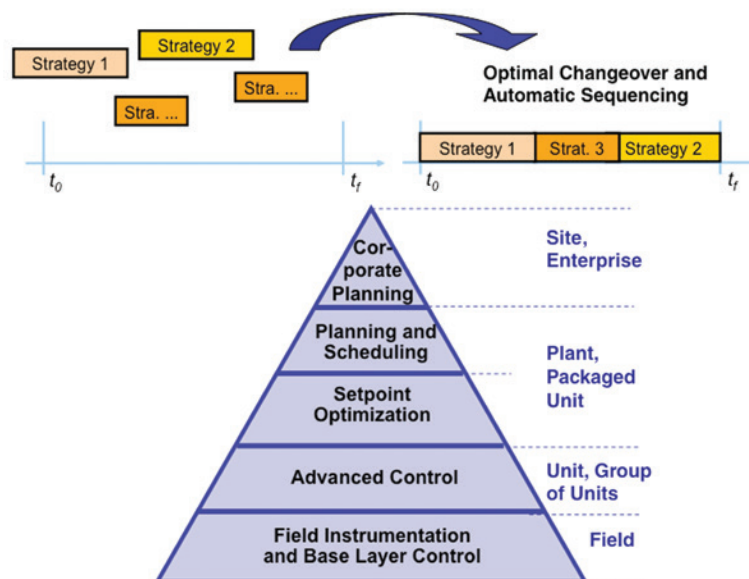 Strategy 1
Strategy 2
Stra. ...
Stra. ...
t0
tf
Optimal Changeover and
Automatic Sequencing
Strategy 1
Strat. 3
Strategy 2
t0
tf
Cor-
porate
Planning
Site,
Enterprise
Planning and
Scheduling
Plant,
Packaged
Unit
Setpoint
Optimization
Advanced Control
Unit, Group
of Units
Field Instrumentation
and Base Layer Control
Field